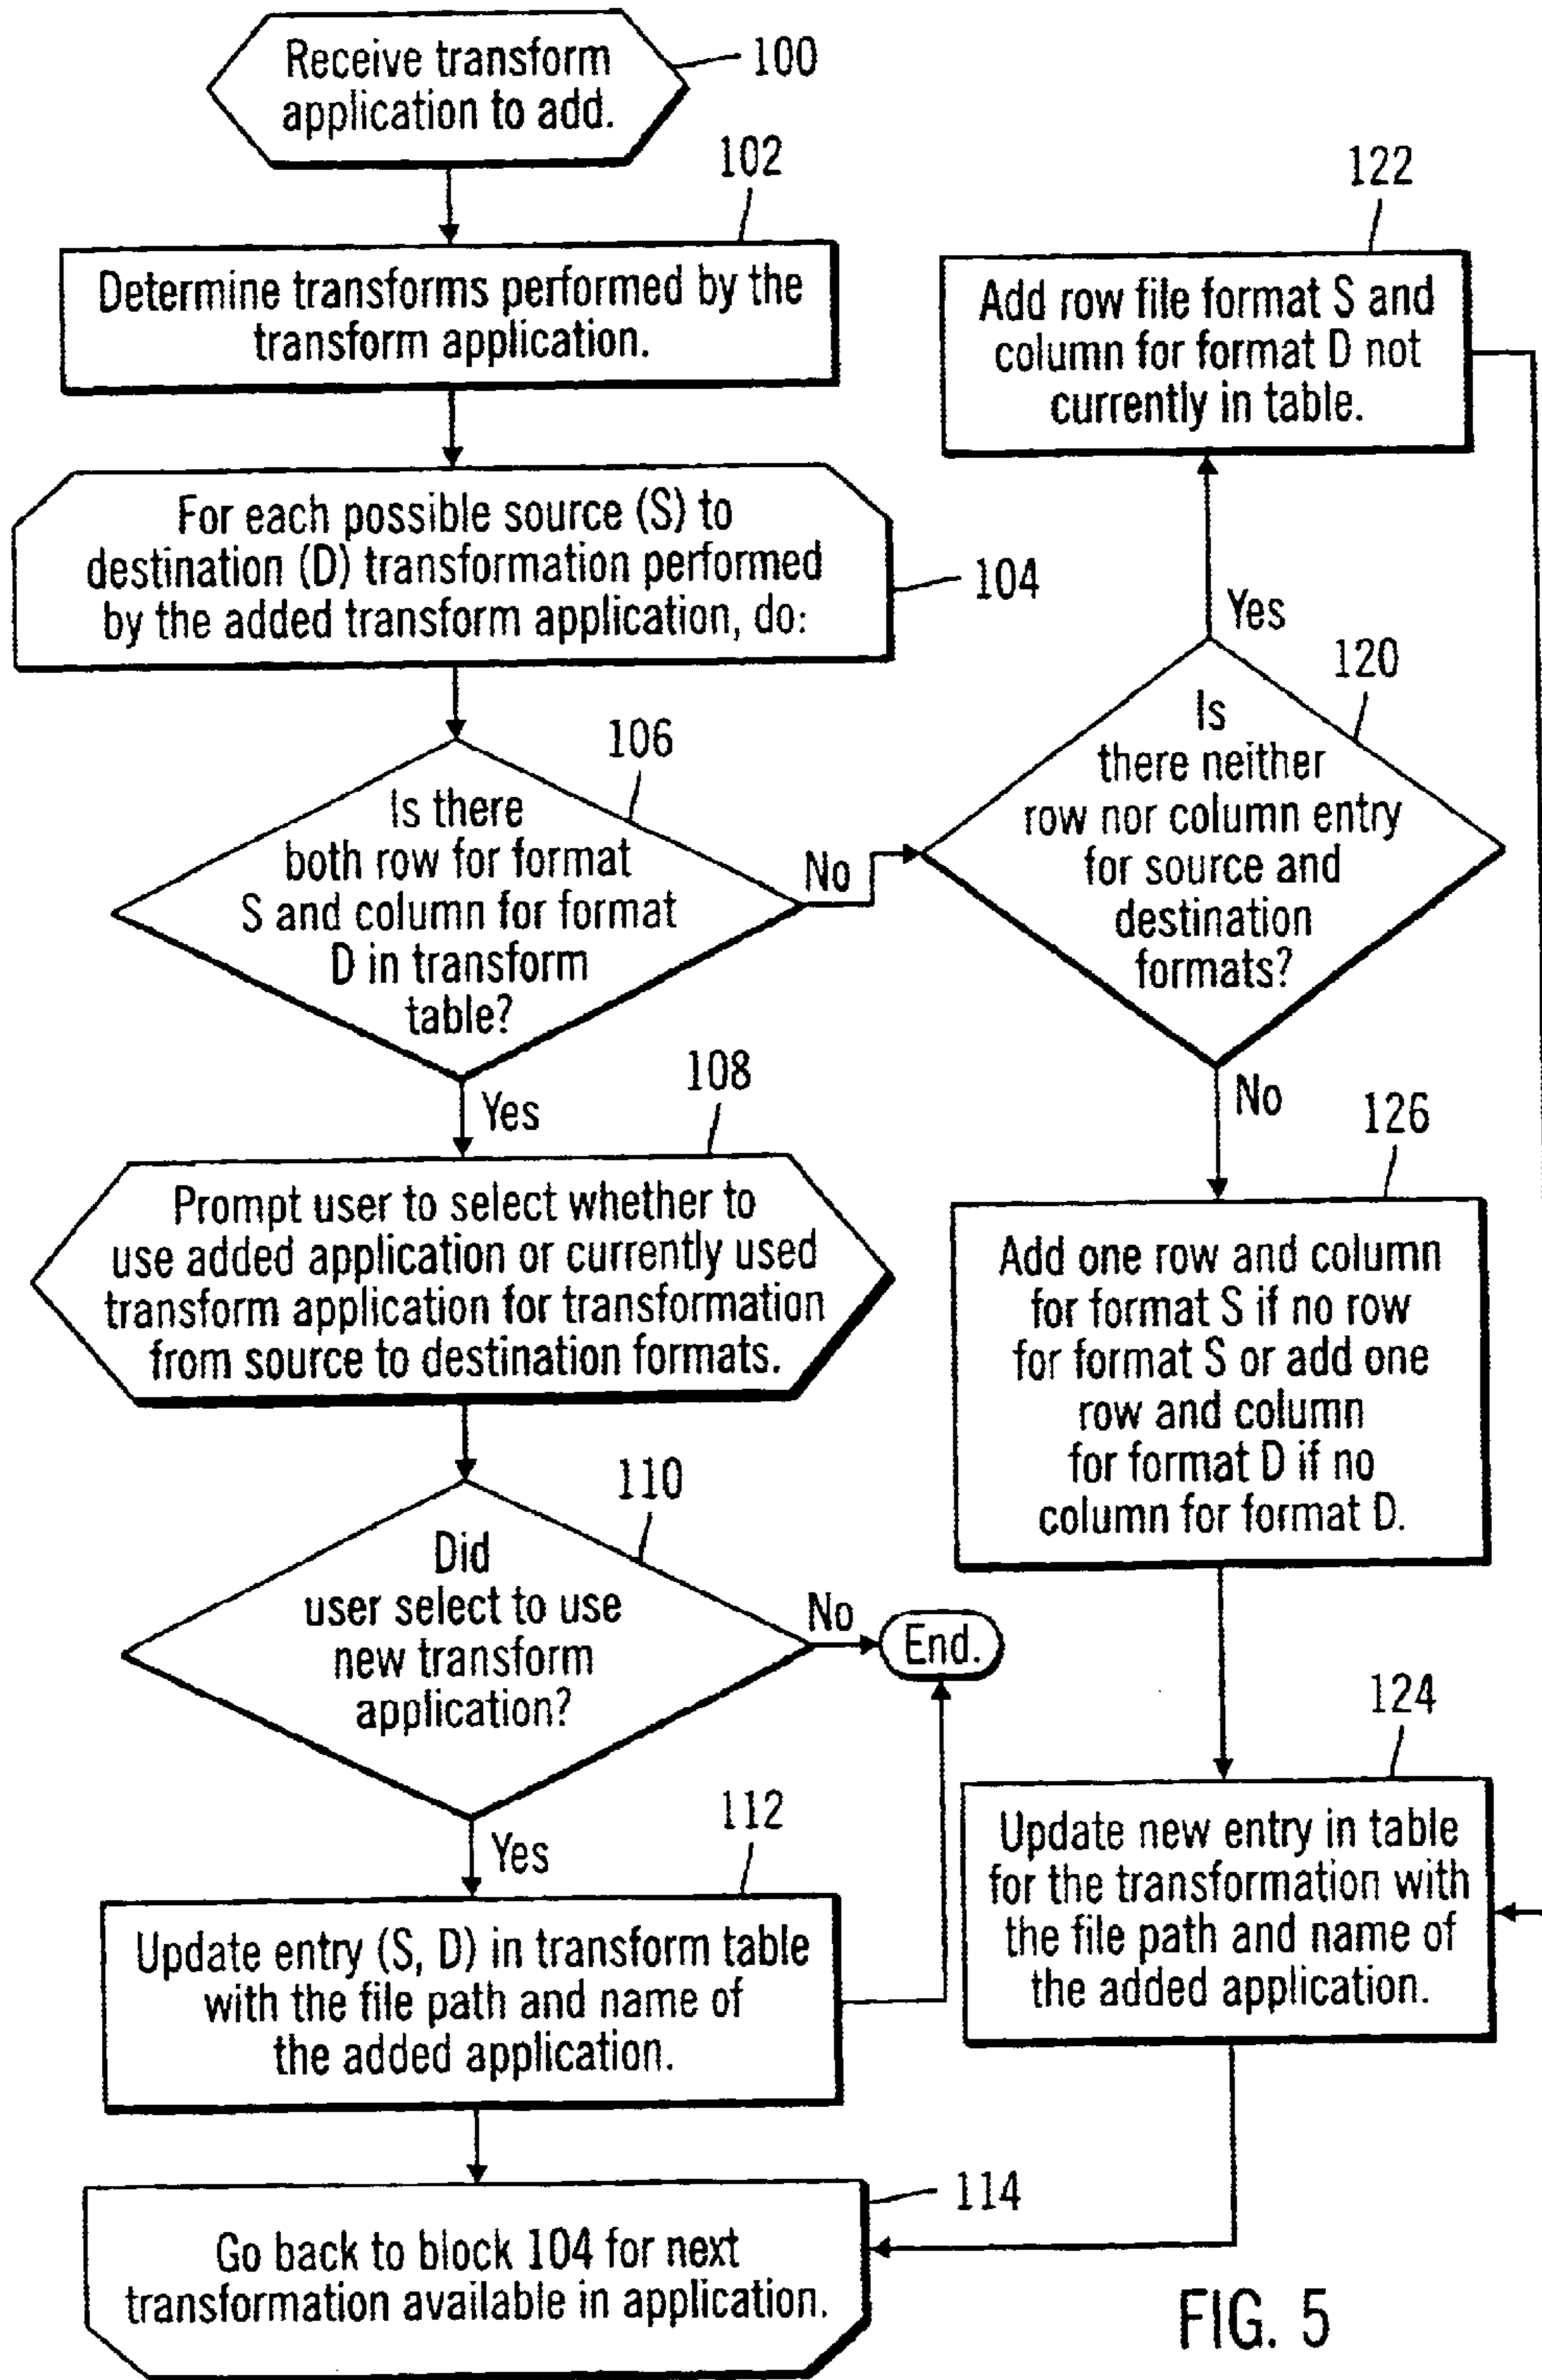 Receive transform
application to add.
100
102
Determine transforms performed by the
transform application.
For each possible source (S) to
destination (D) transformation performed
by the added transform application, do:
104
106
Is there
both row for format
S and column for format
D in transform
table?
No
Yes
108
Prompt user to select whether to
use added application or currently used
transform application for transformation
from source to destination formats.
110
Did
user select to use
new transform
application?
No
End.
Yes
112
Update entry (S, D) in transform table
with the file path and name of
the added application.
114
Go back to block 104 for next
transformation available in application.
122
Add row file format S and
column for format D not
currently in table.
Yes
120
Is
there neither
row nor column entry
for source and
destination
formats?
No
126
Add one row and column
for format S if no row
for format S or add one
row and column
for format D if no
column for format D.
124
Update new entry in table
for the transformation with
the file path and name of
the added application.
FIG. 5